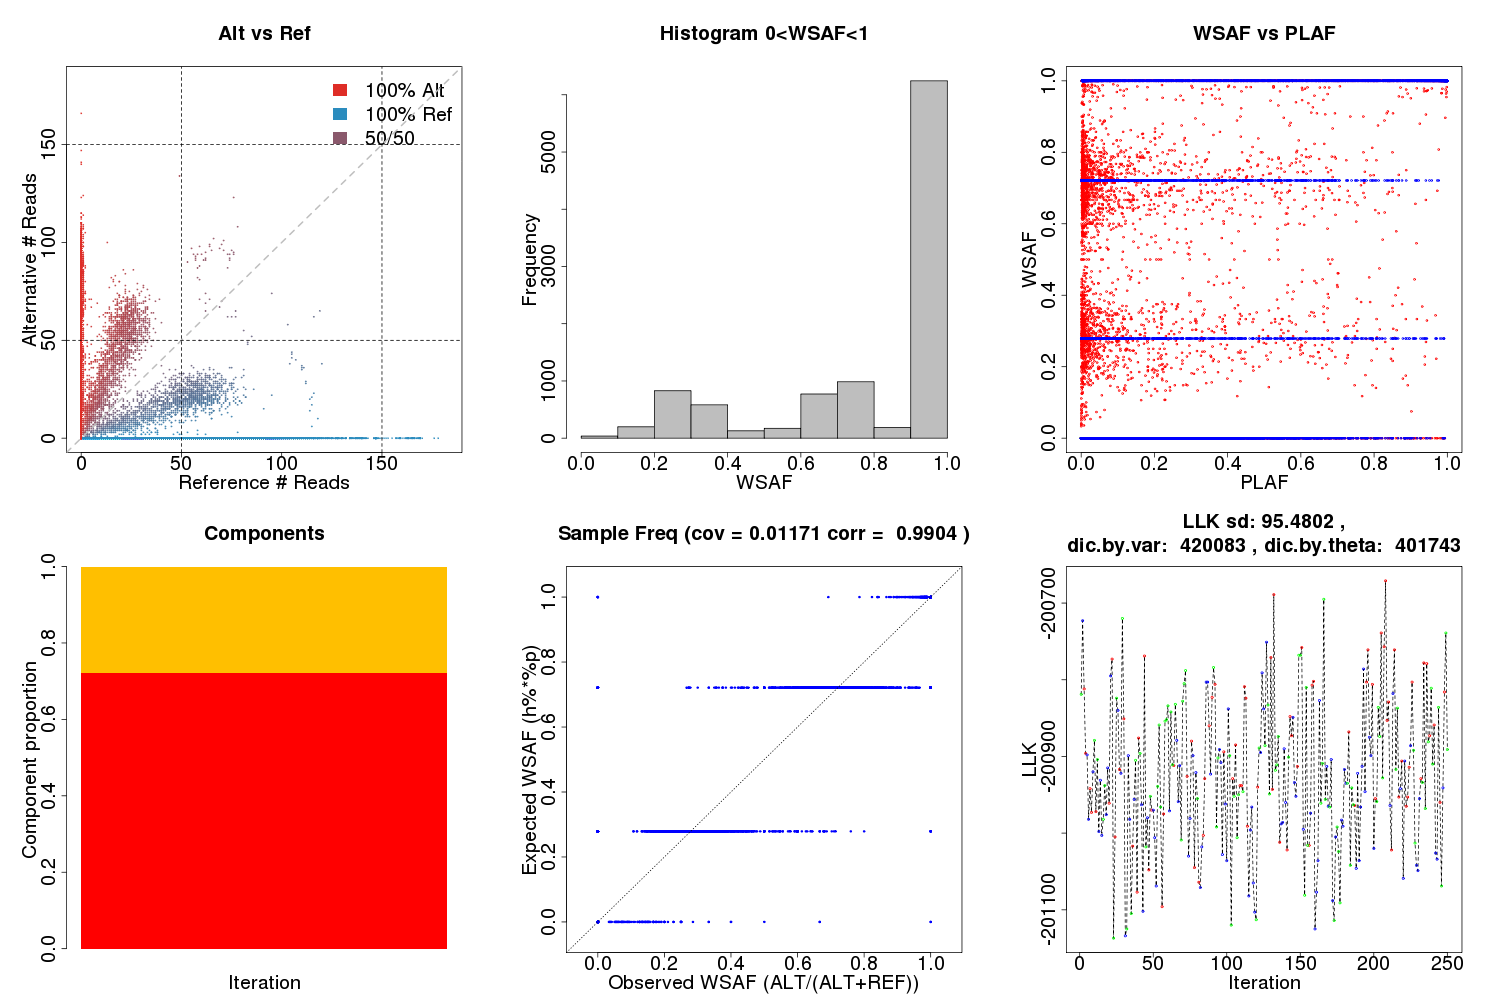 Alt vs Ref
100% Alt
100% Ref
50/50
Alternative # Reads
0 50 100 150
0 50 100 150
Reference # Reads
Histogram 0<WSAF<1
Frequency
0 1000 3000 5000
0.0 0.2 0.4 0.6 0.8 1.0
WSAF
WSAF vs PLAF
WSAF
0.0 0.2 0.4 0.6 0.8 1.0
0.0 0.2 0.4 0.6 0.8 1.0
PLAF
Components
Component proportion
0.0 0.2 0.4 0.6 0.8 1.0
Iteration
Sample Freq (cov = 0.01171 corr = 0.9904 )
Expected WSAF (h%*%p)
0.0 0.2 0.4 0.6 0.8 1.0
0.0 0.2 0.4 0.6 0.8 1.0
Observed WSAF (ALT/(ALT+REF))
LLK sd: 95.4802 ,
dic.by.var: 420083 , dic.by.theta: 401743
LLK
-201100 -200900 -200700
0 50 100 150 200 250
Iteration